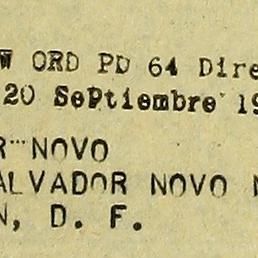 W ORD PD 64 Dire
20 SePtiembre 19
R NOVO
ALVADOR NOVO
N, D. F.